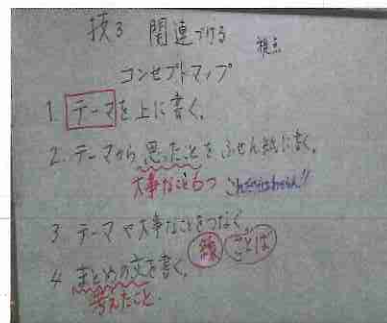 技3 関連づける
視点
コンセプトマップ
1. テーマを上に書く。
2. テーマから思ったことをふせん紙に書く。
大事なこと6つ
3 テーマや大事なことをつなぐ
線 ことば
4 まとめの文を書く。
考えたこと。